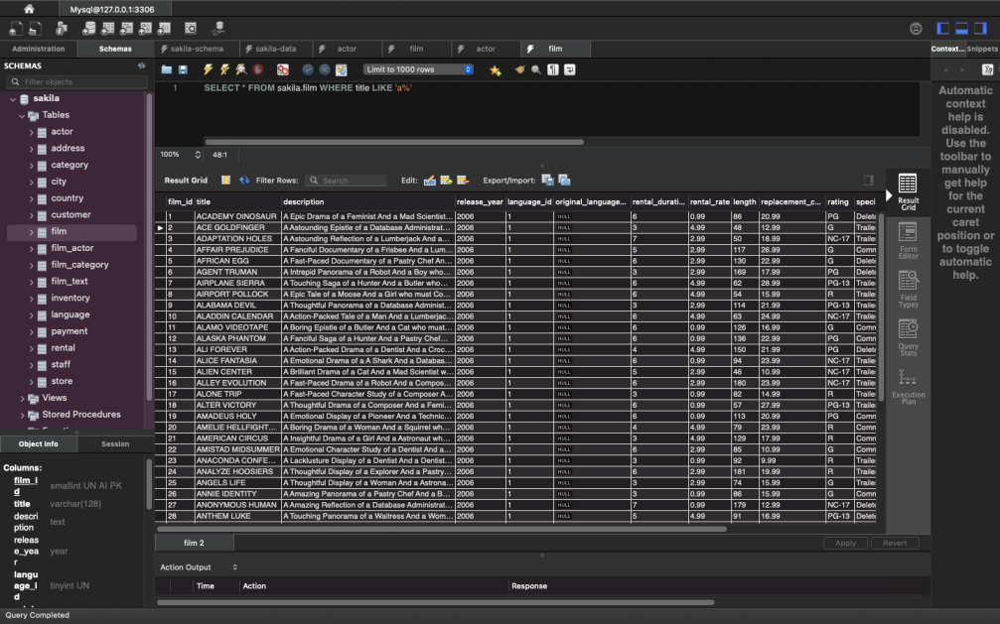 Mysql@127.0.0.1:3306
Administration Schemas sakila-schema sakila-data actor film actor film Context... Snippets
SCHEMAS
Filter objects
sakila
Tables
actor
address
category
city
country
customer
film
film_actor
film_category
film_text
inventory
language
payment
rental
staff
store
Views
Stored Procedures
Object Info Session
Columns:
film_i
d
smallint UN AI PK
title varchar(128)
descri
ption
text
releas
e_yea
r
year
langu
age_i
d
tinyint UN
Limit to 1000 rows
1 SELECT * FROM sakila.film WHERE title LIKE 'a%'
100% 48:1
Result Grid Filter Rows: Search Edit: Export/Import:
film_id title description release_year language_id original_language... rental_durati... rental_rate length replacement_c... rating speci
1 ACADEMY DINOSAUR A Epic Drama of a Feminist And a Mad Scientist... 2006 1 NULL 6 0.99 86 20.99 PG Delete
2 ACE GOLDFINGER A Astounding Epistle of a Database Administrat... 2006 1 NULL 3 4.99 48 12.99 G Trailer
3 ADAPTATION HOLES A Astounding Reflection of a Lumberjack And a... 2006 1 NULL 7 2.99 50 18.99 NC-17 Trailer
4 AFFAIR PREJUDICE A Fanciful Documentary of a Frisbee And a Lum... 2006 1 NULL 5 2.99 117 26.99 G Comn
5 AFRICAN EGG A Fast-Paced Documentary of a Pastry Chef An... 2006 1 NULL 6 2.99 130 22.99 G Delete
6 AGENT TRUMAN A Intrepid Panorama of a Robot And a Boy who... 2006 1 NULL 3 2.99 169 17.99 PG Delete
7 AIRPLANE SIERRA A Touching Saga of a Hunter And a Butler who... 2006 1 NULL 6 4.99 62 28.99 PG-13 Trailer
8 AIRPORT POLLOCK A Epic Tale of a Moose And a Girl who must Co... 2006 1 NULL 6 4.99 54 15.99 R Trailer
9 ALABAMA DEVIL A Thoughtful Panorama of a Database Administ... 2006 1 NULL 3 2.99 114 21.99 PG-13 Trailer
10 ALADDIN CALENDAR A Action-Packed Tale of a Man And a Lumberjac... 2006 1 NULL 6 4.99 63 24.99 NC-17 Trailer
11 ALAMO VIDEOTAPE A Boring Epistle of a Butler And a Cat who must... 2006 1 NULL 6 0.99 126 16.99 G Comn
12 ALASKA PHANTOM A Fanciful Saga of a Hunter And a Pastry Chef... 2006 1 NULL 6 0.99 136 22.99 PG Comn
13 ALI FOREVER A Action-Packed Drama of a Dentist And a Croc... 2006 1 NULL 4 4.99 150 21.99 PG Delete
14 ALICE FANTASIA A Emotional Drama of a A Shark And a Databas... 2006 1 NULL 6 0.99 94 23.99 NC-17 Trailer
15 ALIEN CENTER A Brilliant Drama of a Cat And a Mad Scientist w... 2006 1 NULL 5 2.99 46 10.99 NC-17 Trailer
16 ALLEY EVOLUTION A Fast-Paced Drama of a Robot And a Compos... 2006 1 NULL 6 2.99 180 23.99 NC-17 Trailer
17 ALONE TRIP A Fast-Paced Character Study of a Composer A... 2006 1 NULL 3 0.99 82 14.99 R Trailer
18 ALTER VICTORY A Thoughtful Drama of a Composer And a Femi... 2006 1 NULL 6 0.99 57 27.99 PG-13 Trailer
19 AMADEUS HOLY A Emotional Display of a Pioneer And a Technic... 2006 1 NULL 6 0.99 113 20.99 PG Comn
20 AMELIE HELLFIGHT... A Boring Drama of a Woman And a Squirrel wh... 2006 1 NULL 4 4.99 79 23.99 R Comn
21 AMERICAN CIRCUS A Insightful Drama of a Girl And a Astronaut wh... 2006 1 NULL 3 4.99 129 17.99 R Comn
22 AMISTAD MIDSUMMER A Emotional Character Study of a Dentist And a... 2006 1 NULL 6 2.99 85 10.99 G Comn
23 ANACONDA CONFE... A Lacklusture Display of a Dentist And a Dentist... 2006 1 NULL 3 0.99 92 9.99 R Trailer
24 ANALYZE HOOSIERS A Thoughtful Display of a Explorer And a Pastry... 2006 1 NULL 6 2.99 181 19.99 R Trailer
25 ANGELS LIFE A Thoughtful Display of a Woman And a Astrona... 2006 1 NULL 3 2.99 74 15.99 G Trailer
26 ANNIE IDENTITY A Amazing Panorama of a Pastry Chef And a B... 2006 1 NULL 3 0.99 86 15.99 G Comn
27 ANONYMOUS HUMAN A Amazing Reflection of a Database Administrat... 2006 1 NULL 7 0.99 179 12.99 NC-17 Delete
28 ANTHEM LUKE A Touching Panorama of a Waitress And a Wom... 2006 1 NULL 5 4.99 91 16.99 PG-13 Delete
Result
Grid
Form
Editor
Field
Types
Query
Stats
Execution
Plan
Automatic
context
help is
disabled.
Use the
toolbar to
manually
get help
for the
current
caret
position or
to toggle
automatic
help.
film 2 Apply Revert
Action Output
Time Action Response
Query Completed